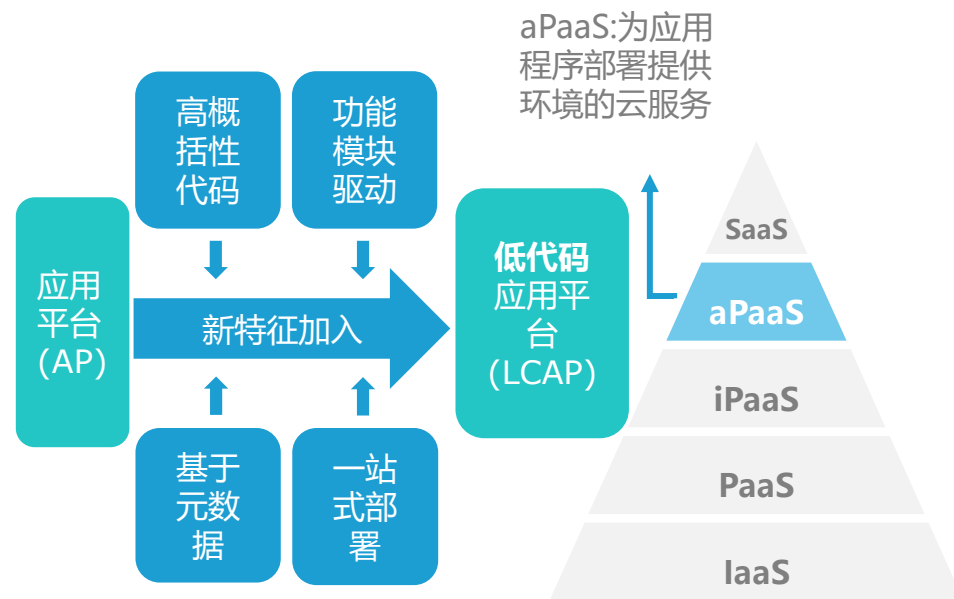 aPaaS:为应用
程序部署提供
环境的云服务
高概
括性
代码
功能
模块
驱动
应用
平台
(AP)
新特征加入
低代码
应用平
台
(LCAP)
基于
元数
据
一站
式部
署
SaaS
aPaaS
iPaaS
PaaS
IaaS